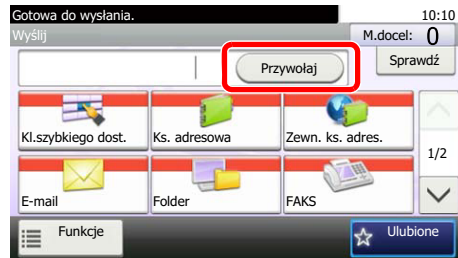 Gotowa do wysłania. 10:10
Wyślij M.docel: 0
Przywołaj Sprawdź
Kl.szybkiego dost. Ks. adresowa Zewn. ks. adres.
1/2
E-mail Folder FAKS
Funkcje Ulubione